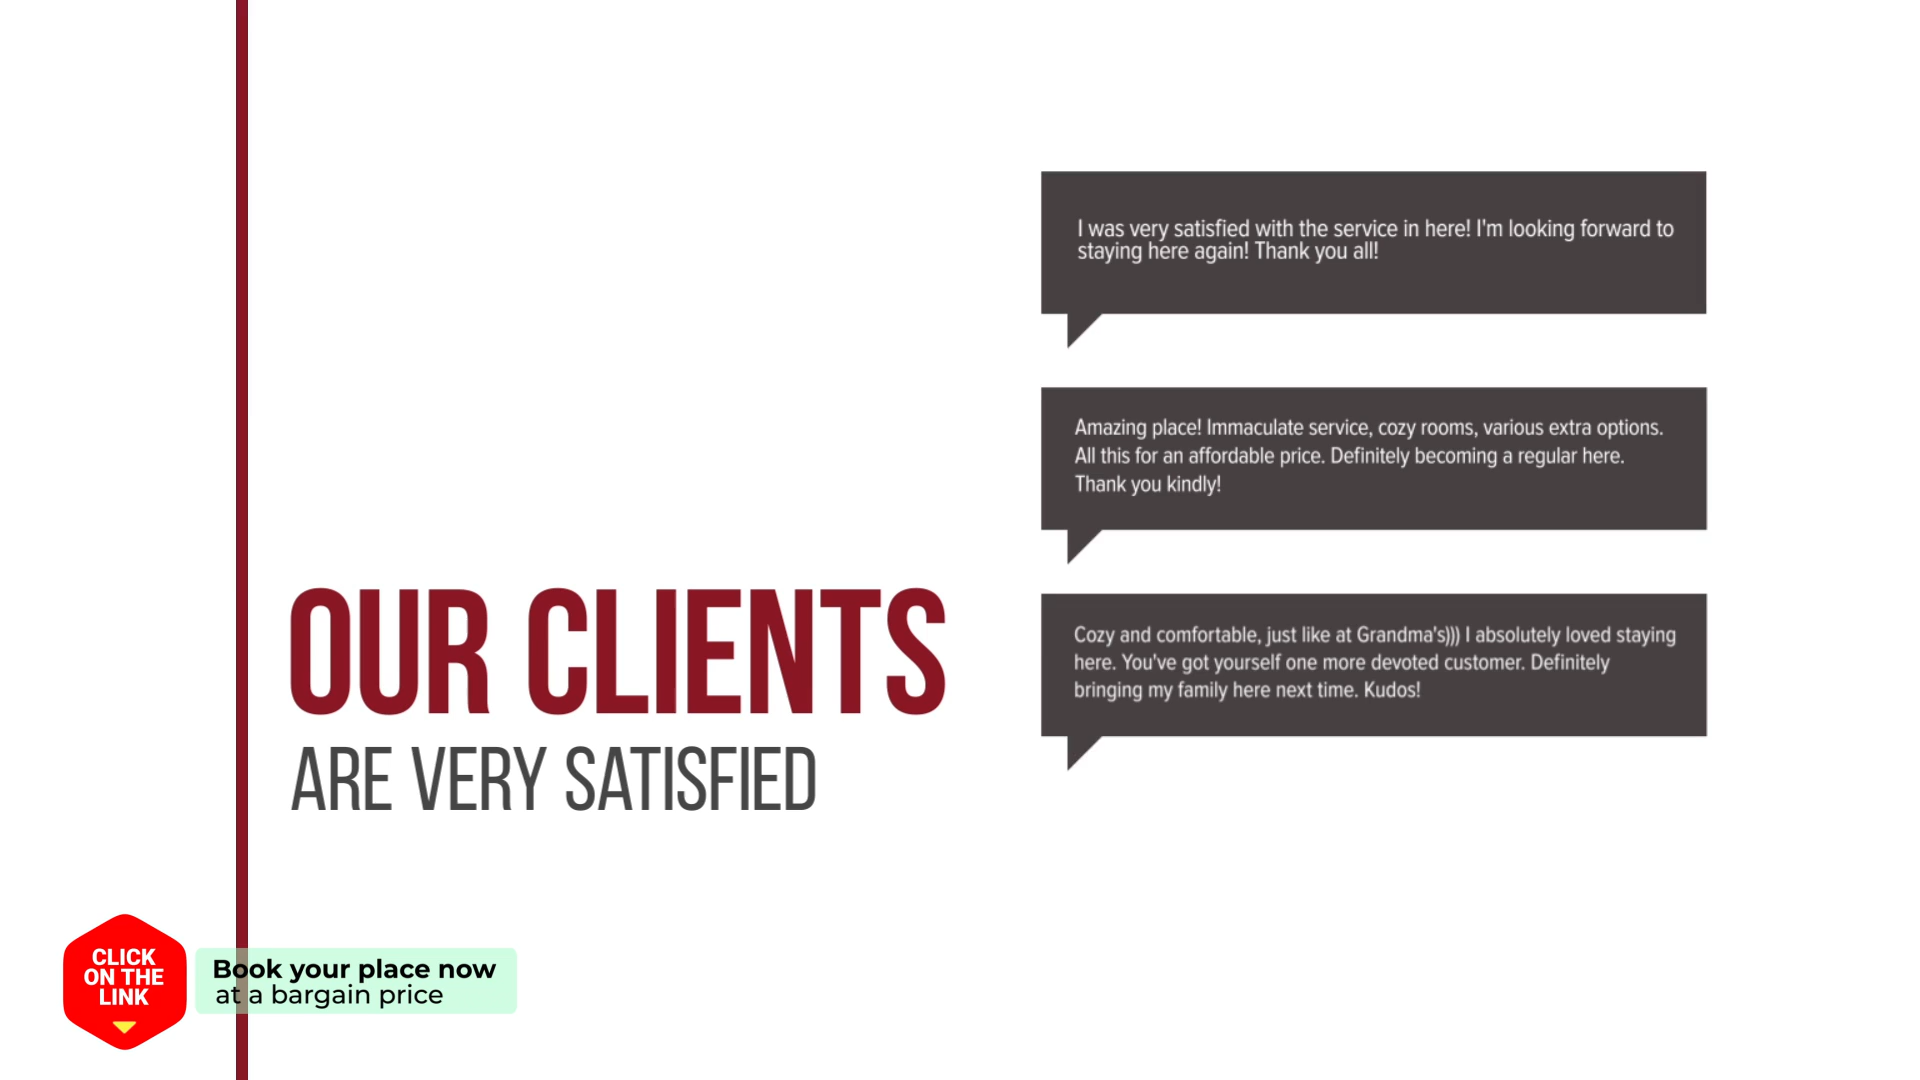 I was very satisfied with the service in here! I'm looking forward to
staying here again! Thank you all!
Amazing place! Immaculate service, cozy rooms, various extra options.
All this for an affordable price. Definitely becoming a regular here.
Thank you kindly!
Cozy and comfortable, just like at Grandma's))) I absolutely loved staying
here. You've got yourself one more devoted customer. Definitely
bringing my family here next time. Kudos!
OUR CLIENTS
ARE VERY SATISFIED
CLICK
ON THE
LINK
Book your place now
at a bargain price